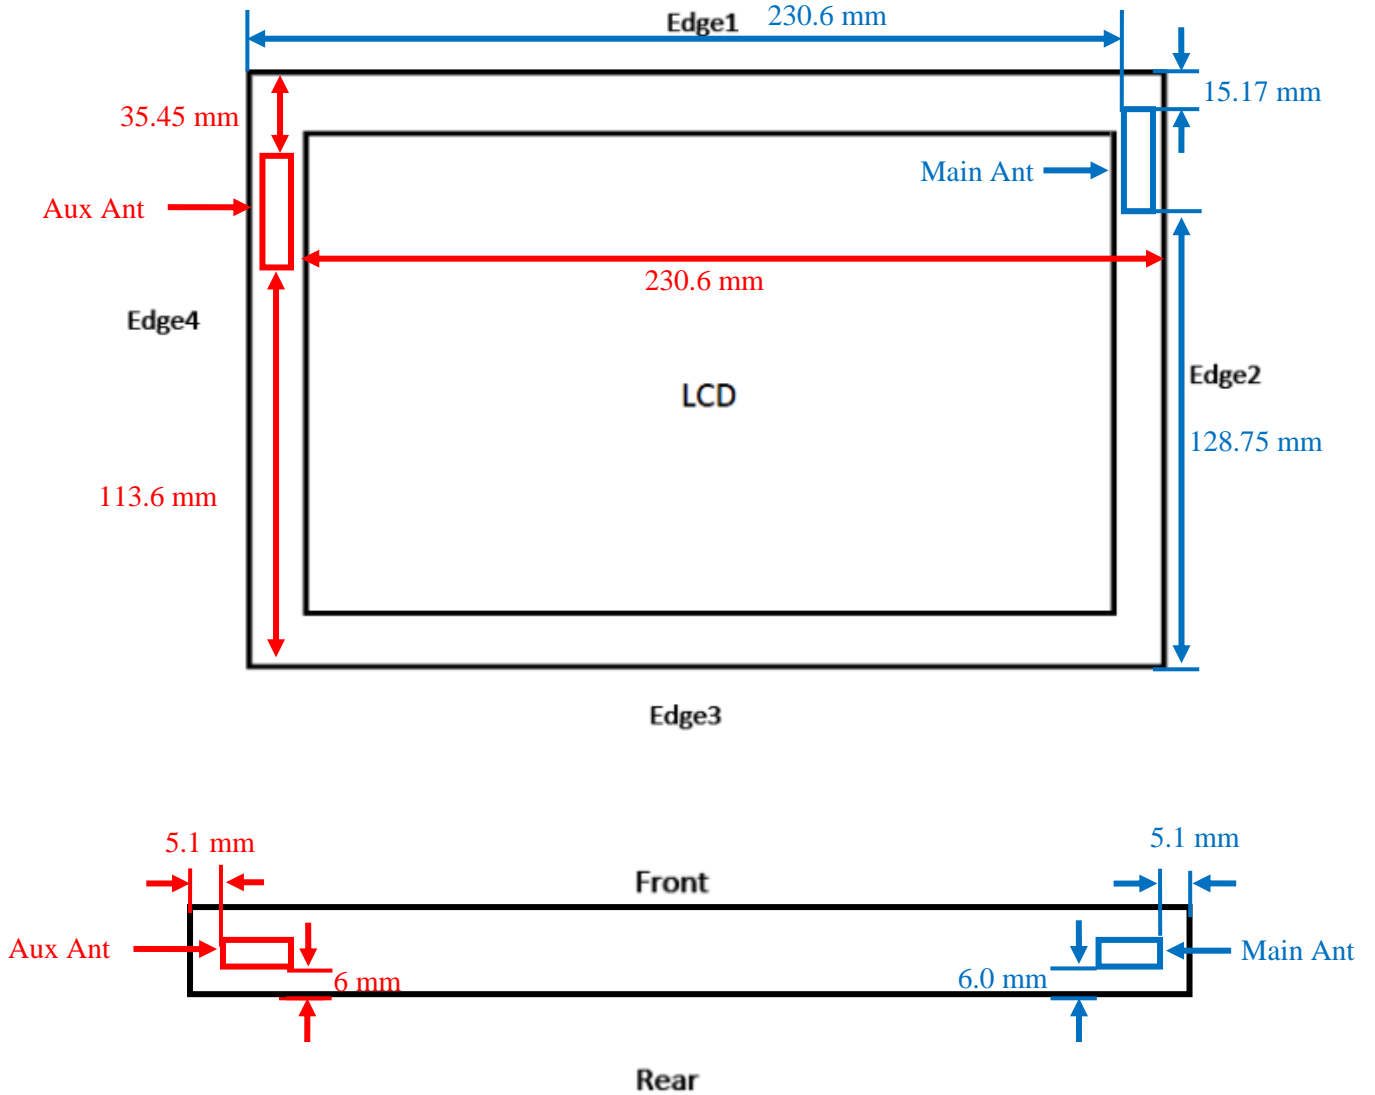 Edge1 230.6 mm
15.17 mm
35.45 mm
Main Ant
Aux Ant
230.6 mm
Edge4
Edge2
LCD
128.75 mm
113.6 mm
Edge3
5.1 mm
5.1 mm
Front
Aux Ant
Main Ant
6 mm
6.0 mm
Rear